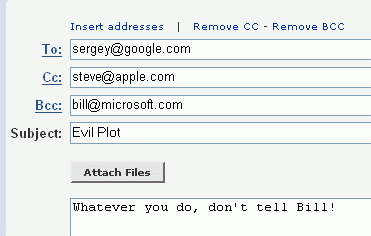 Insert addresses | Remove CC - Remove BCC
To: sergey@google.com
Cc: steve@apple.com
Bcc: bill@microsoft.com
Subject: Evil Plot
Attach Files
Whatever you do, don't tell Bill!